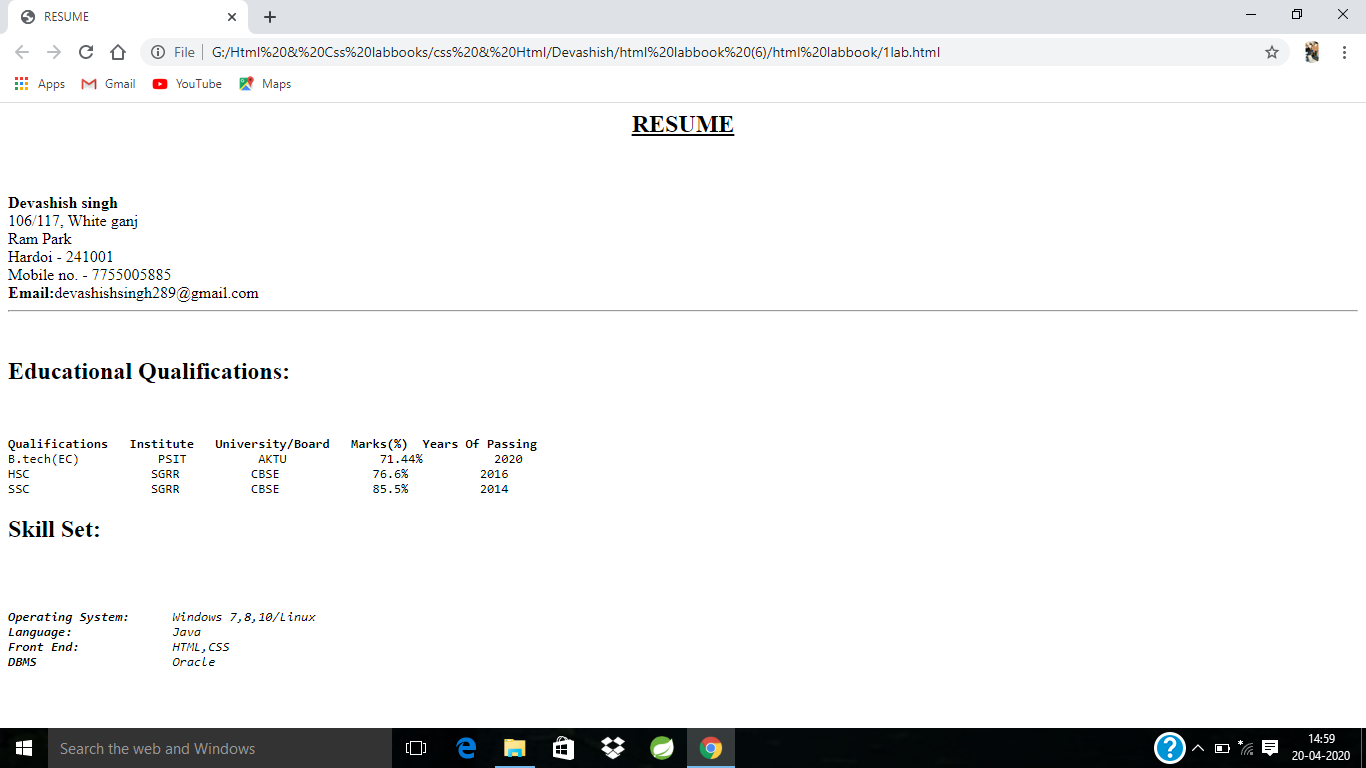 RESUME
File
G:/Html%20&%20Css%20labbooks/css%20&%20Html/Devashish/html%20labbook%20(6)/html%20labbook/1lab.html
Apps Gmail YouTube Maps
RESUME
Devashish singh
106/117, White ganj
Ram Park
Hardoi - 241001
Mobile no. - 7755005885
Email:devashishsingh289@gmail.com
Educational Qualifications:
Qualifications Institute University/Board Marks(%) Years Of Passing
B.tech(EC) PSIT AKTU 71.44% 2020
HSC SGRR CBSE 76.6% 2016
SSC SGRR CBSE 85.5% 2014
Skill Set:
Operating System: Windows 7,8,10/Linux
Language: Java
Front End: HTML,CSS
DBMS Oracle
Search the web and Windows
14:59
20-04-2020